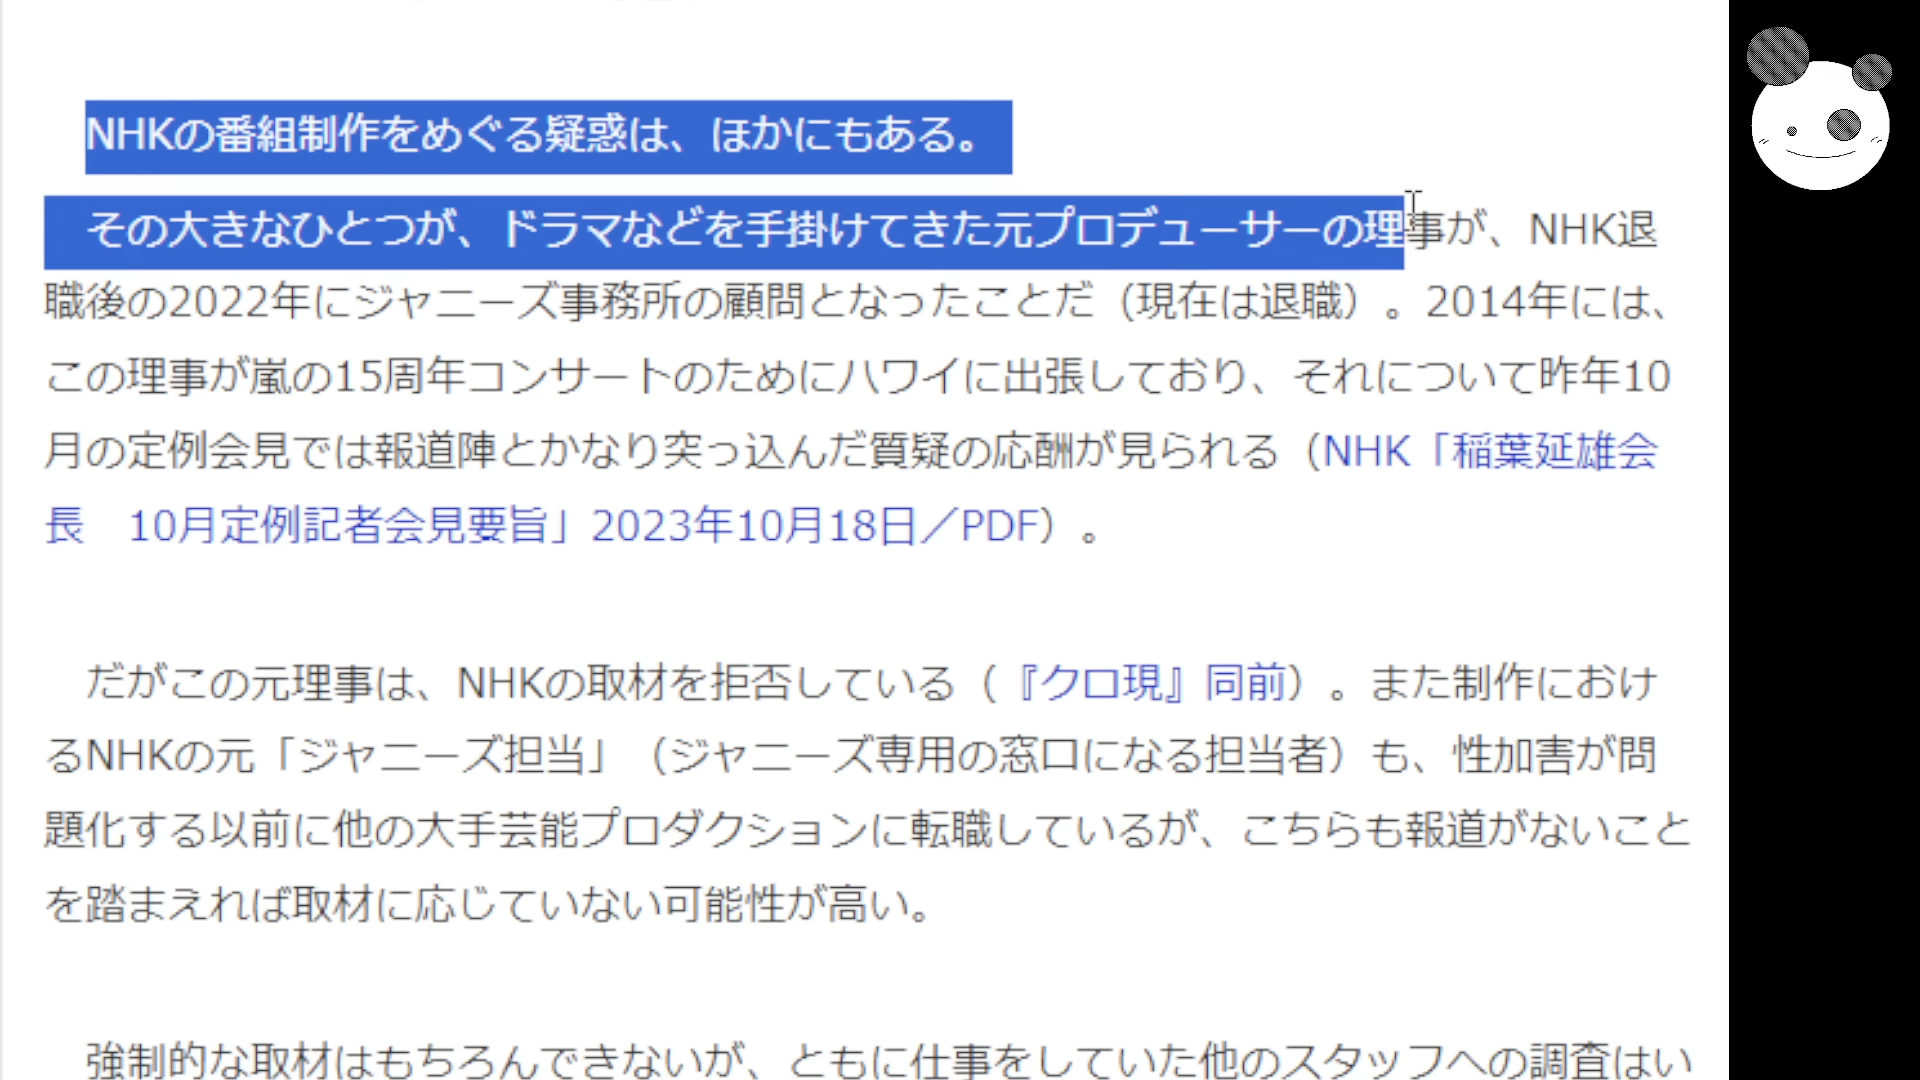 NHKの番組制作をめぐる疑惑は、ほかにもある。
その大きなひとつが、ドラマなどを手掛けてきた元プロデューサーの理事が、NHK退
職後の2022年にジャニーズ事務所の顧問となったことだ（現在は退職）。2014年には、
この理事が嵐の15周年コンサートのためにハワイに出張しており、それについて昨年10
月の定例会見では報道陣とかなり突っ込んだ質疑の応酬が見られる（NHK「稲葉延雄会
長　10月定例記者会見要旨」2023年10月18日／PDF）。
だがこの元理事は、NHKの取材を拒否している（『クロ現』同前）。また制作におけ
るNHKの元「ジャニーズ担当」（ジャニーズ専用の窓口になる担当者）も、性加害が問
題化する以前に他の大手芸能プロダクションに転職しているが、こちらも報道がないこと
を踏まえれば取材に応じていない可能性が高い。
強制的な取材はもちろんできないが、ともに仕事をしていた他のスタッフへの調査はい